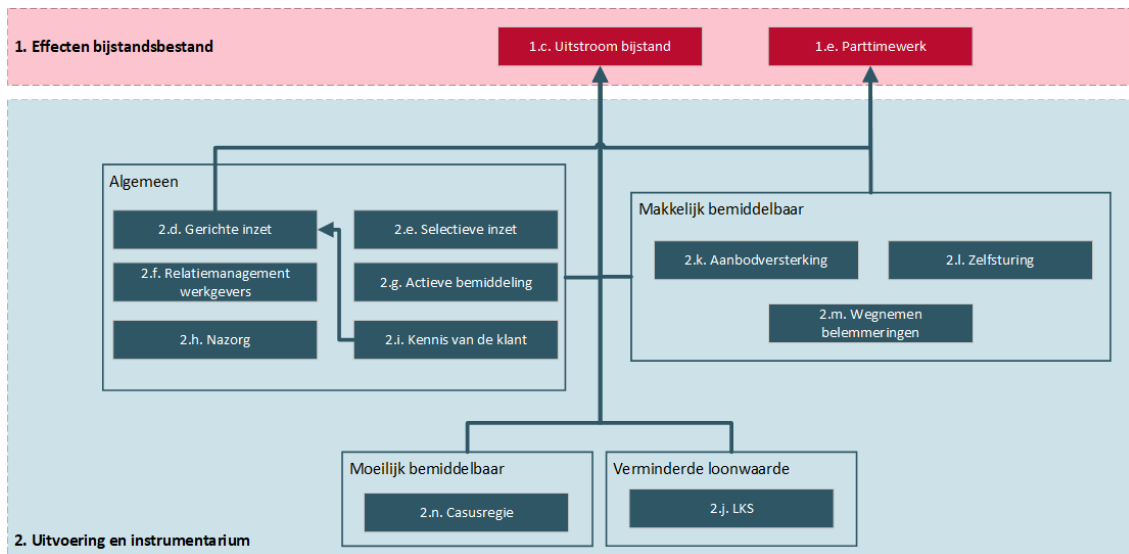 1. Effecten bijstandsbestand
1.c. Uitstroom bijstand
1.e. Parttimewerk
Algemeen
2.d. Gerichte inzet
2.e. Selectieve inzet
2.f. Relatiemanagement
werkgevers
2.g. Actieve bemiddeling
2.h. Nazorg
2.i. Kennis van de klant
Makkelijk bemiddelbaar
2.k. Aanbodversterking
2.l. Zelfsturing
2.m. Wegnemen
belemmeringen
Moeilijk bemiddelbaar
2.n. Casusregie
Verminderde loonwaarde
2.j. LKS
2. Uitvoering en instrumentarium